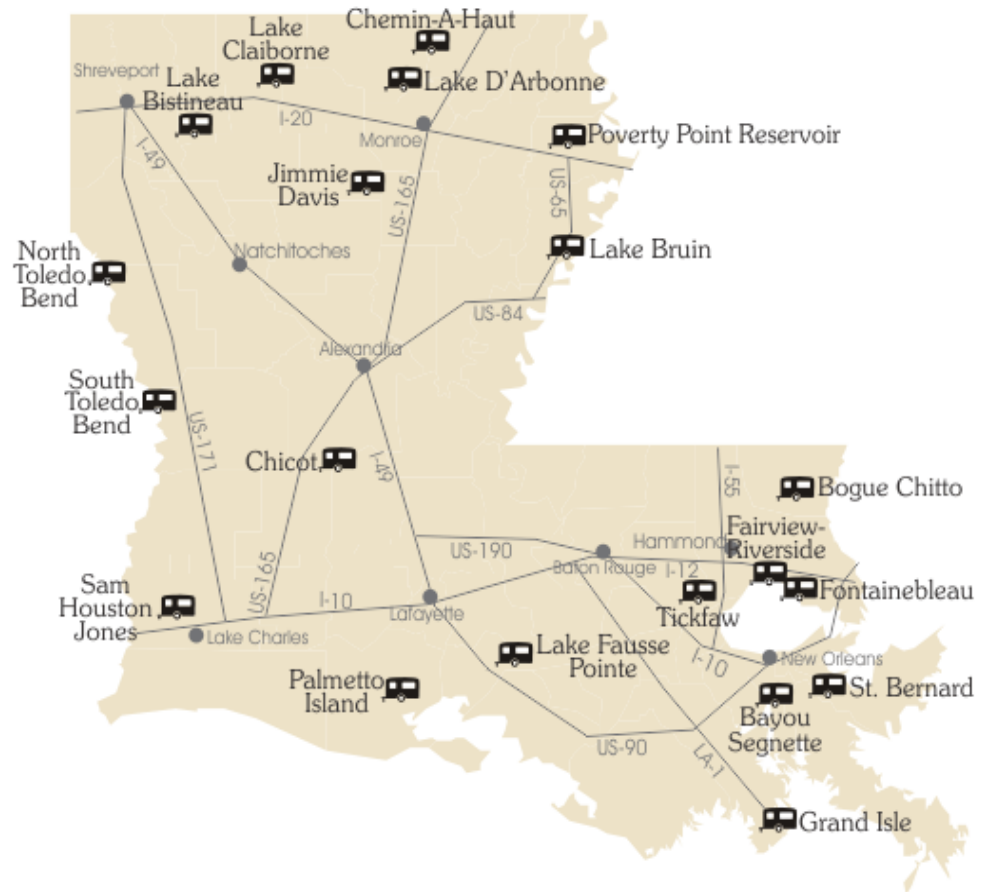 Chemin-A-Haut
Lake
Claiborne
Shreveport
Lake
Bistineau
Lake D'Arbonne
I-20
Monroe
Poverty Point Reservoir
I-49
Jimmie
Davis
US-165
US-65
North
Toledo
Bend
Natchitoches
Lake Bruin
US-84
Alexandria
South
Toledo
Bend
US-171
Chicot
I-49
I-55
Bogue Chitto
Fairview-
Riverside
Hammond
US-190
Baton Rouge
I-12
Sam
Houston
Jones
US-165
I-10
Lafayette
Tickfaw
Fontainebleau
Lake Charles
Lake Fausse
Pointe
I-10
New Orleans
Palmetto
Island
St. Bernard
Bayou
Segnette
US-90
LA-1
Grand Isle